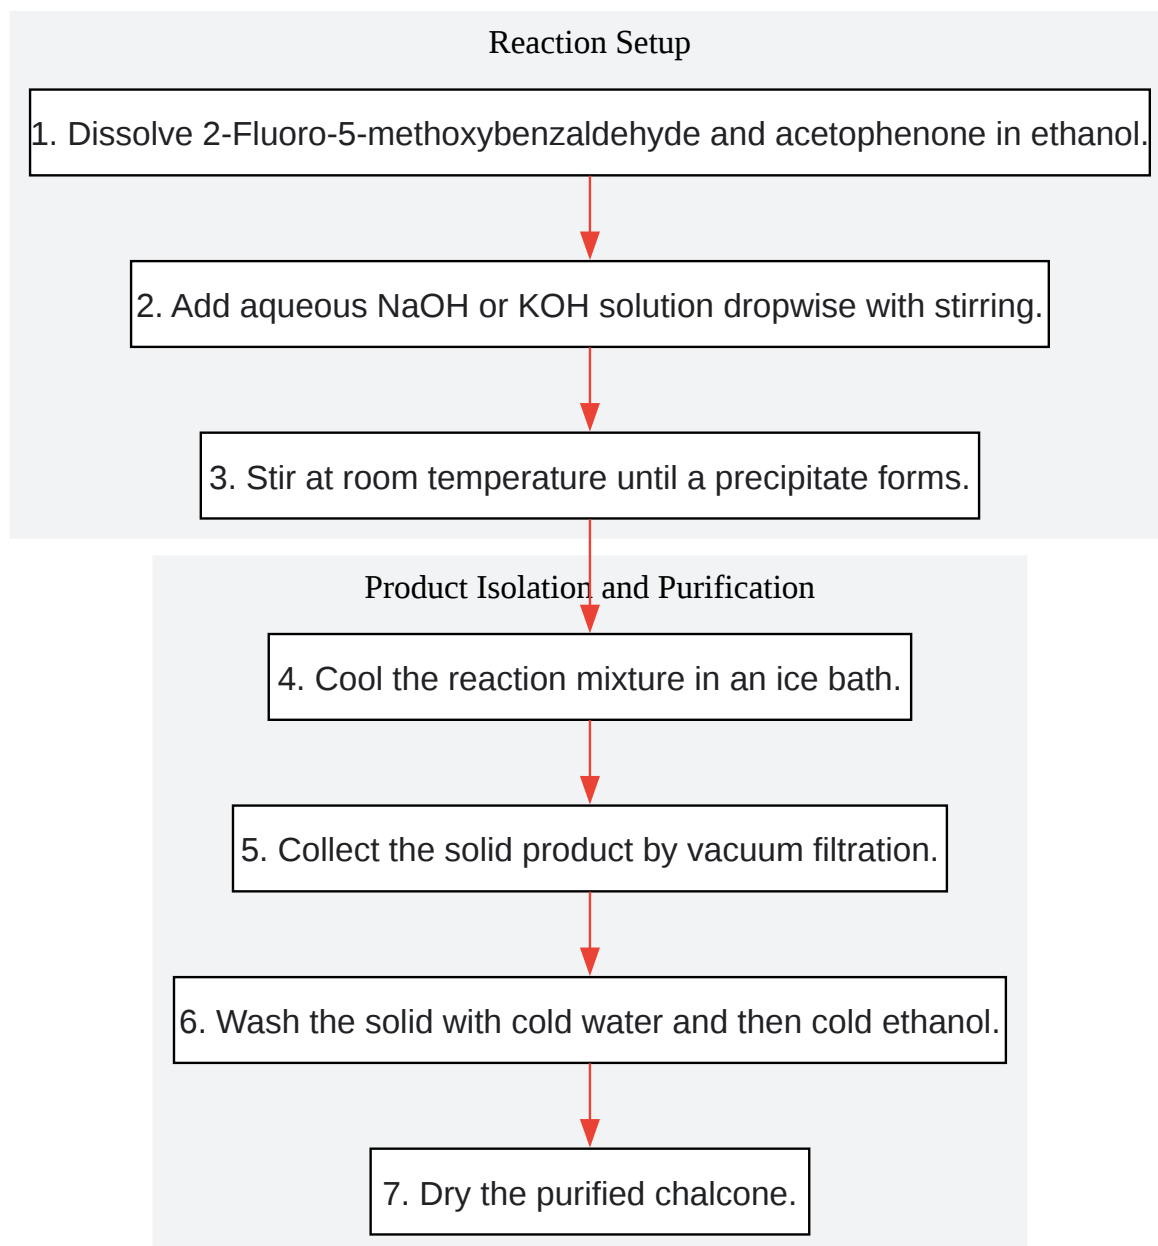 Reaction Setup
1. Dissolve 2-Fluoro-5-methoxybenzaldehyde and acetophenone in ethanol.
2. Add aqueous NaOH or KOH solution dropwise with stirring.
3. Stir at room temperature until a precipitate forms.
Product Isolation and Purification
4. Cool the reaction mixture in an ice bath.
5. Collect the solid product by vacuum filtration.
6. Wash the solid with cold water and then cold ethanol.
7. Dry the purified chalcone.